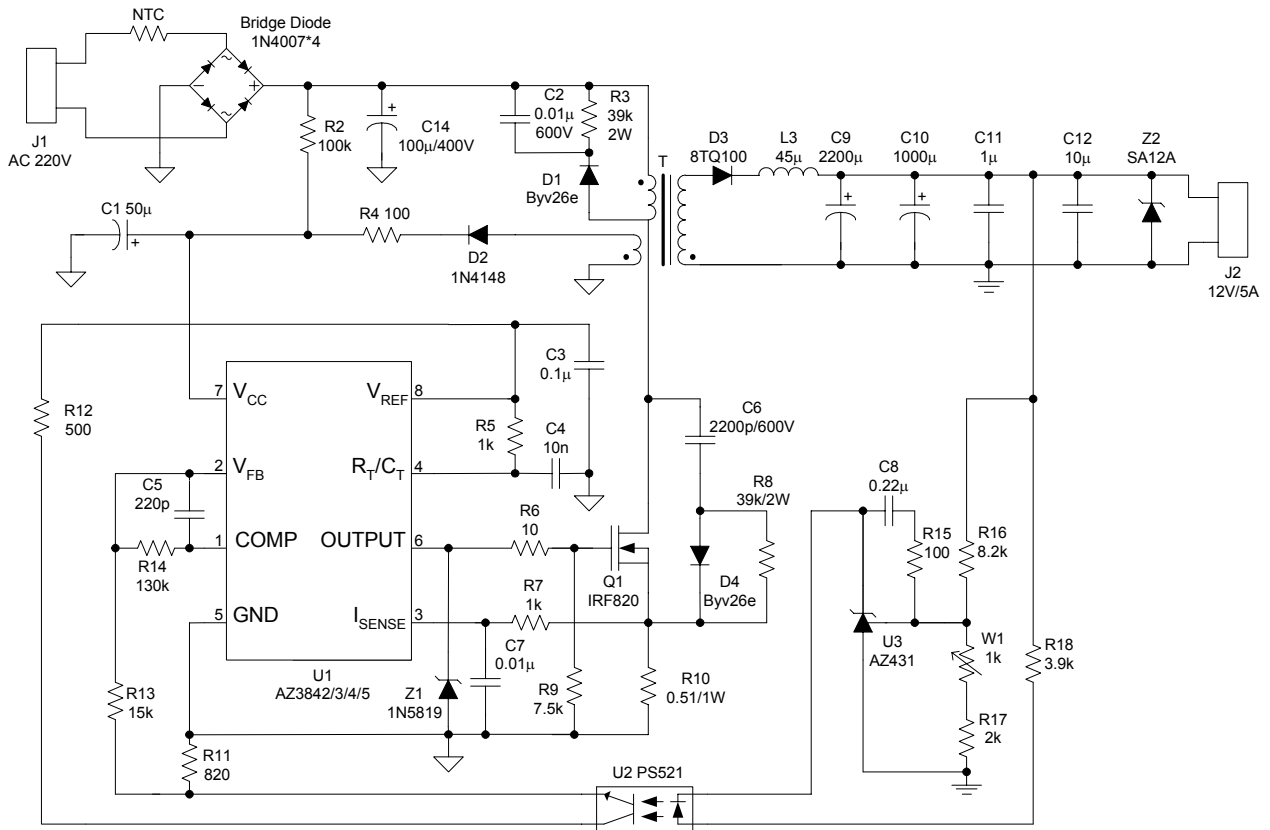 NTC
Bridge Diode
1N4007*4
J1
AC 220V
R2
100k
+
C14
100µ/400V
C2
0.01µ
600V
R3
39k
2W
D1
Byv26e
T
D3
8TQ100
L3
45µ
C9
2200µ
+
C10
1000µ
+
C11
1µ
C12
10µ
Z2
SA12A
J2
12V/5A
C1 50µ
+
R4 100
D2
1N4148
R12
500
C3
0.1µ
7
V_CC
V_REF
8
R5
1k
C4
10n
2
V_FB
R_T/C_T
4
C5
220p
1
COMP
OUTPUT
6
R14
130k
5
GND
I_SENSE
3
U1
AZ3842/3/4/5
R6
10
R7
1k
Q1
IRF820
C6
2200p/600V
R8
39k/2W
D4
Byv26e
C7
0.01µ
Z1
1N5819
R9
7.5k
R10
0.51/1W
R13
15k
R11
820
C8
0.22µ
R15
100
R16
8.2k
U3
AZ431
W1
1k
R18
3.9k
R17
2k
U2 PS521